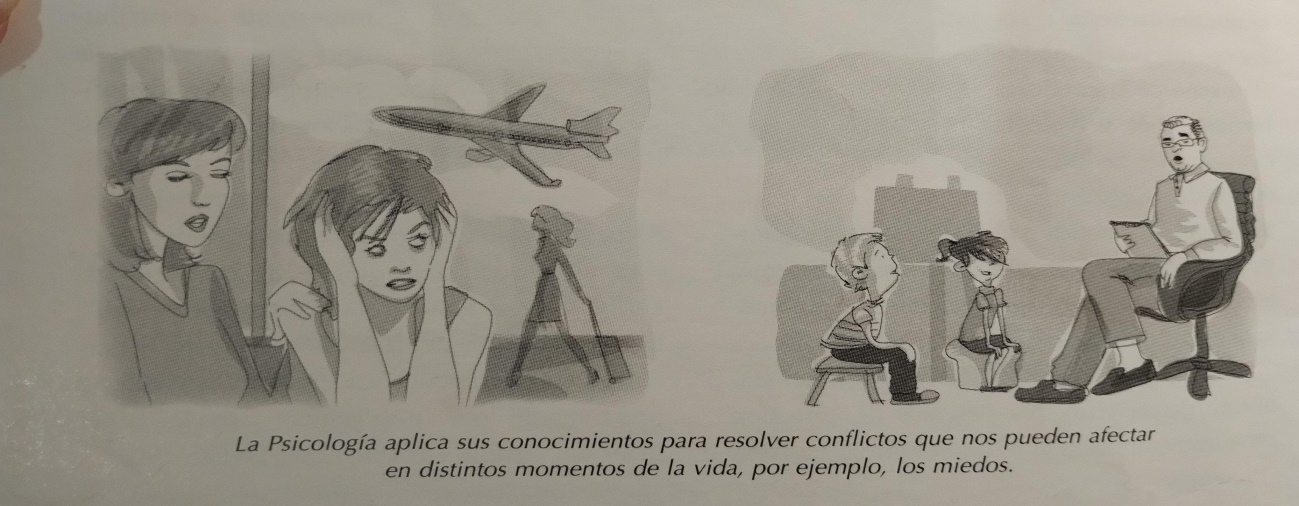 La Psicología aplica sus conocimientos para resolver conflictos que nos pueden afectar
en distintos momentos de la vida, por ejemplo, los miedos.